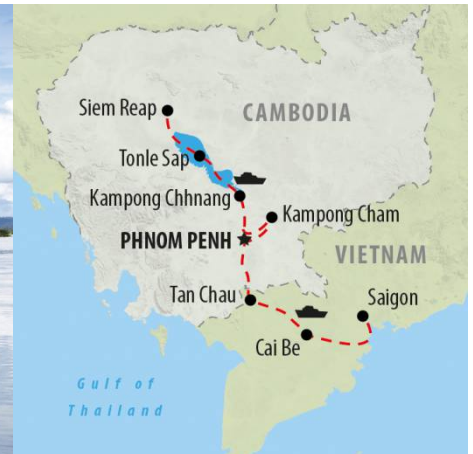 Siem Reap
CAMBODIA
Tonle Sap
Kampong Chhnang
Kampong Cham
PHNOM PENH
VIETNAM
Tan Chau
Saigon
Cai Be
Gulf of
Thailand